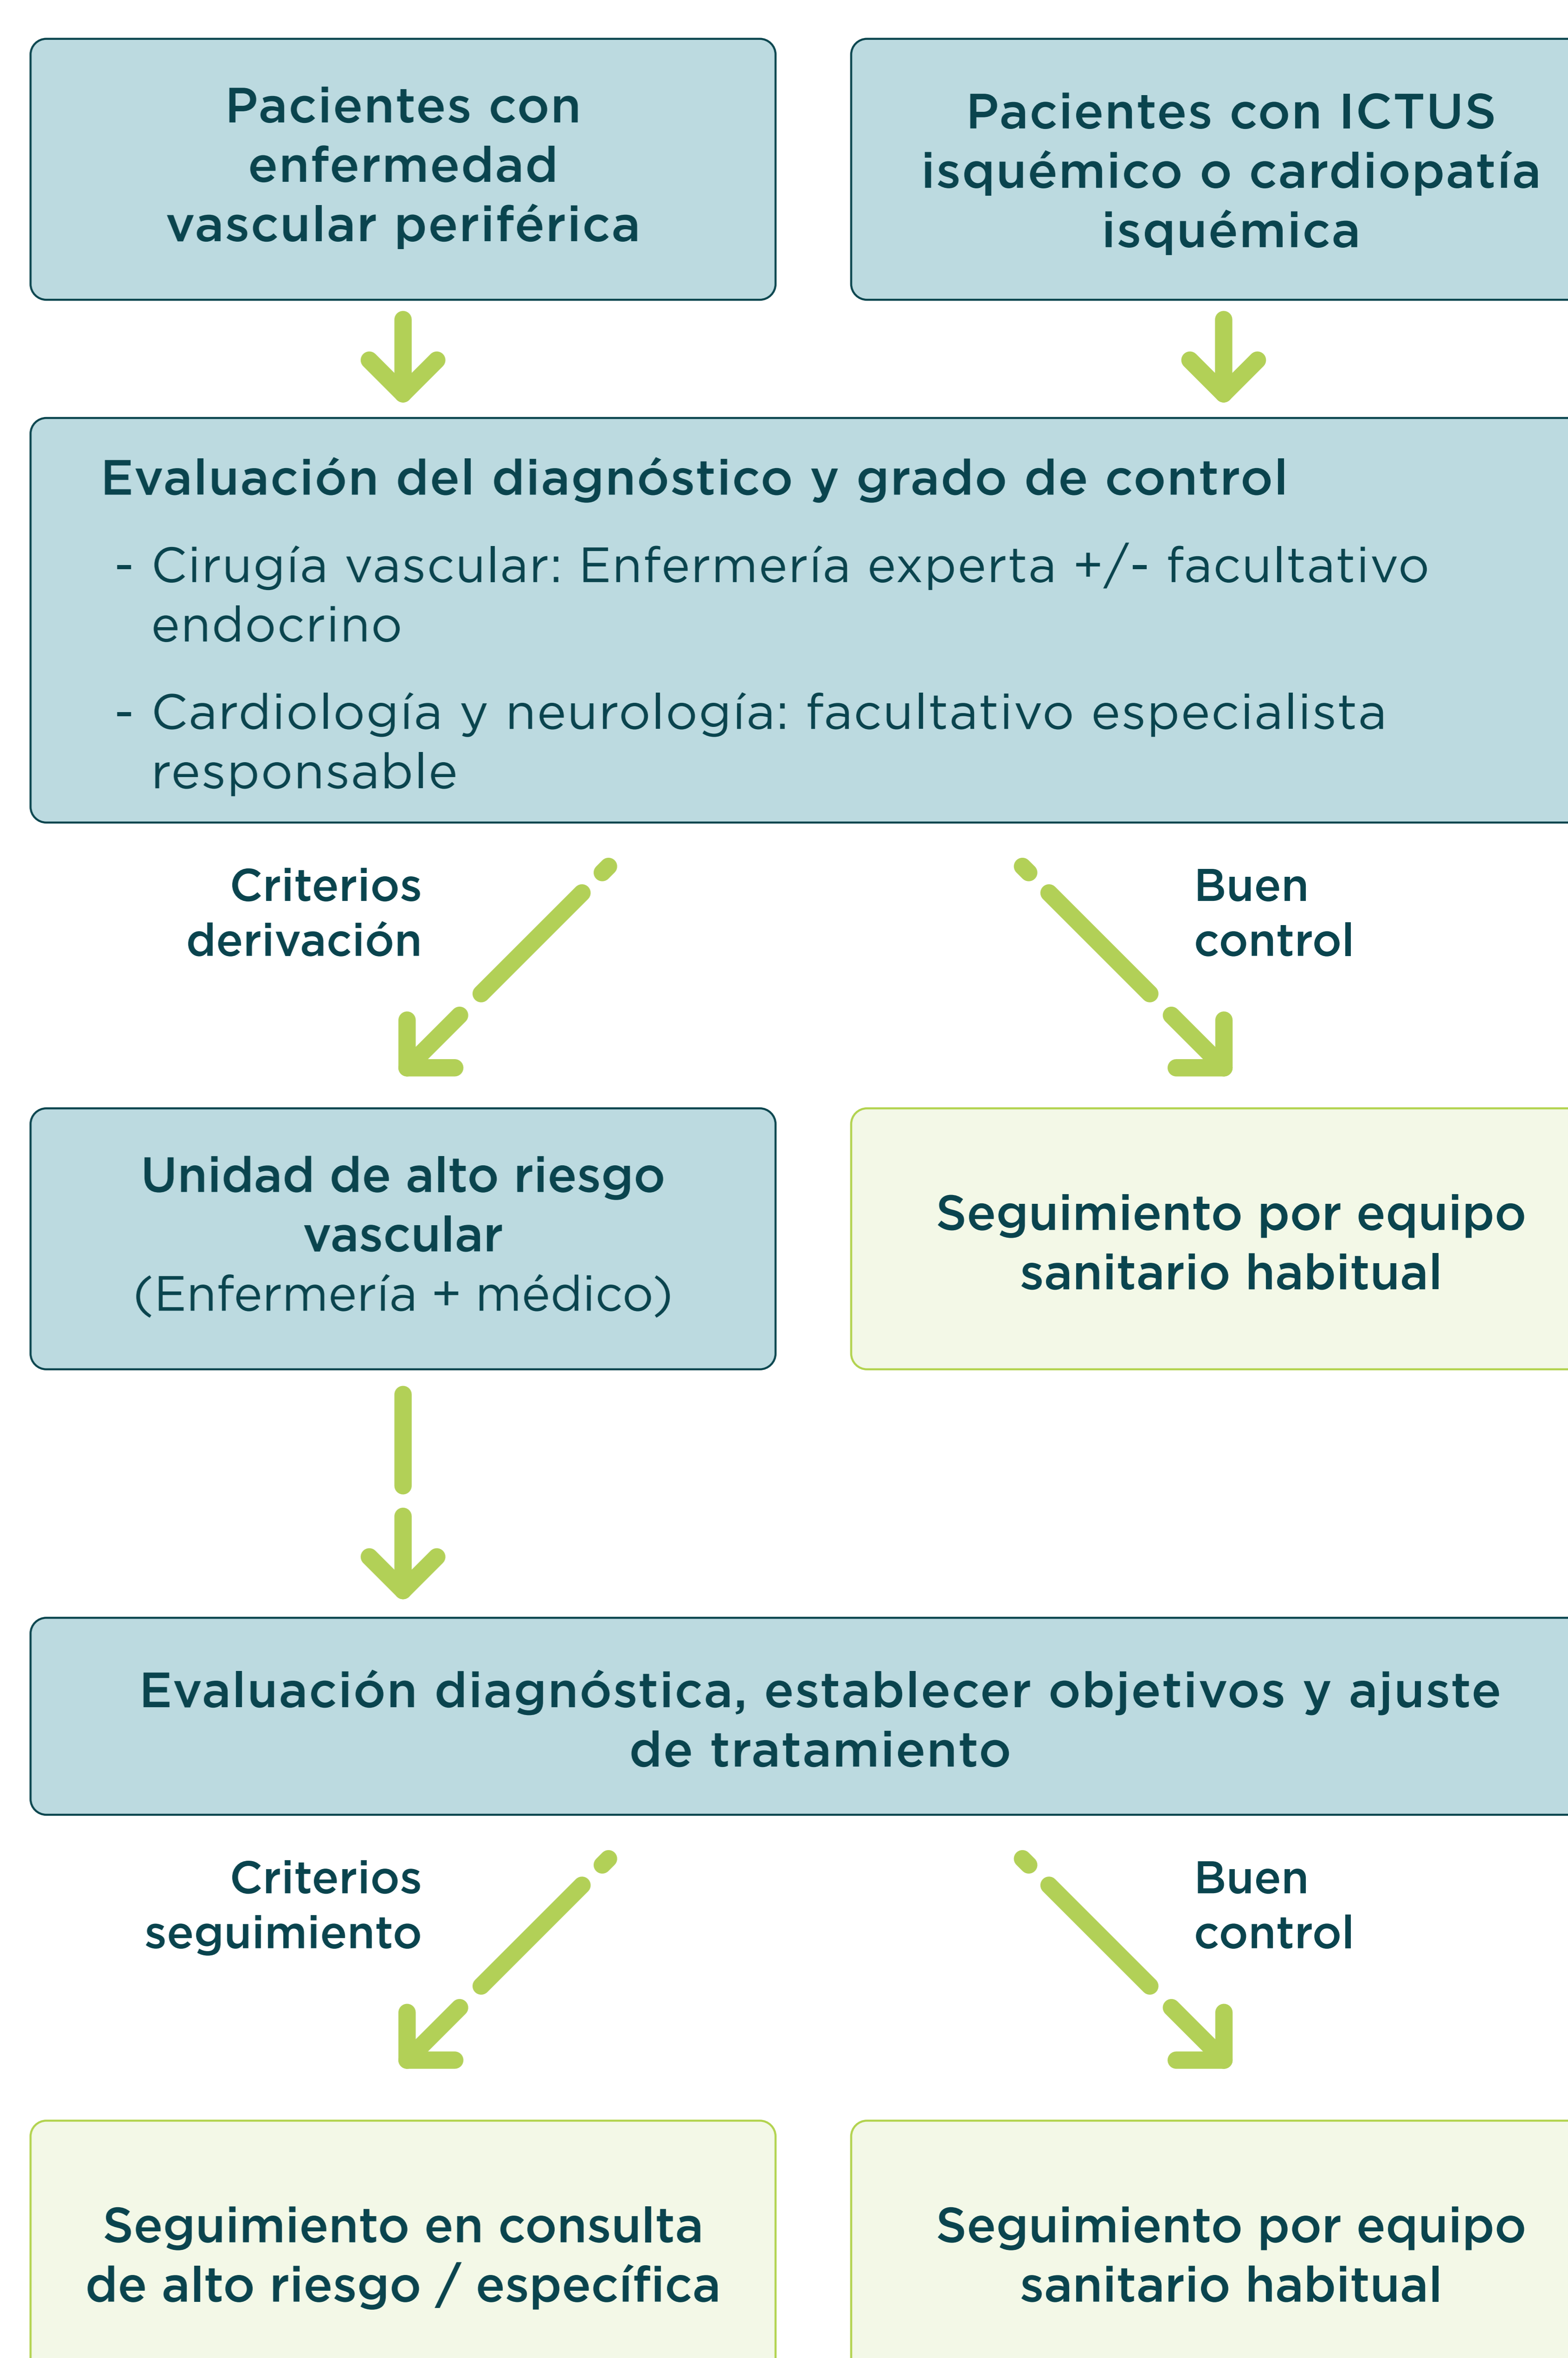 Pacientes con
enfermedad
vascular periférica
Pacientes con ICTUS
isquémico o cardiopatía
isquémica
Evaluación del diagnóstico y grado de control
- Cirugía vascular: Enfermería experta +/- facultativo
endocrino
- Cardiología y neurología: facultativo especialista
responsable
Criterios
derivación
Buen
control
Unidad de alto riesgo
vascular
(Enfermería + médico)
Seguimiento por equipo
sanitario habitual
Evaluación diagnóstica, establecer objetivos y ajuste
de tratamiento
Criterios
seguimiento
Buen
control
Seguimiento en consulta
de alto riesgo / específica
Seguimiento por equipo
sanitario habitual